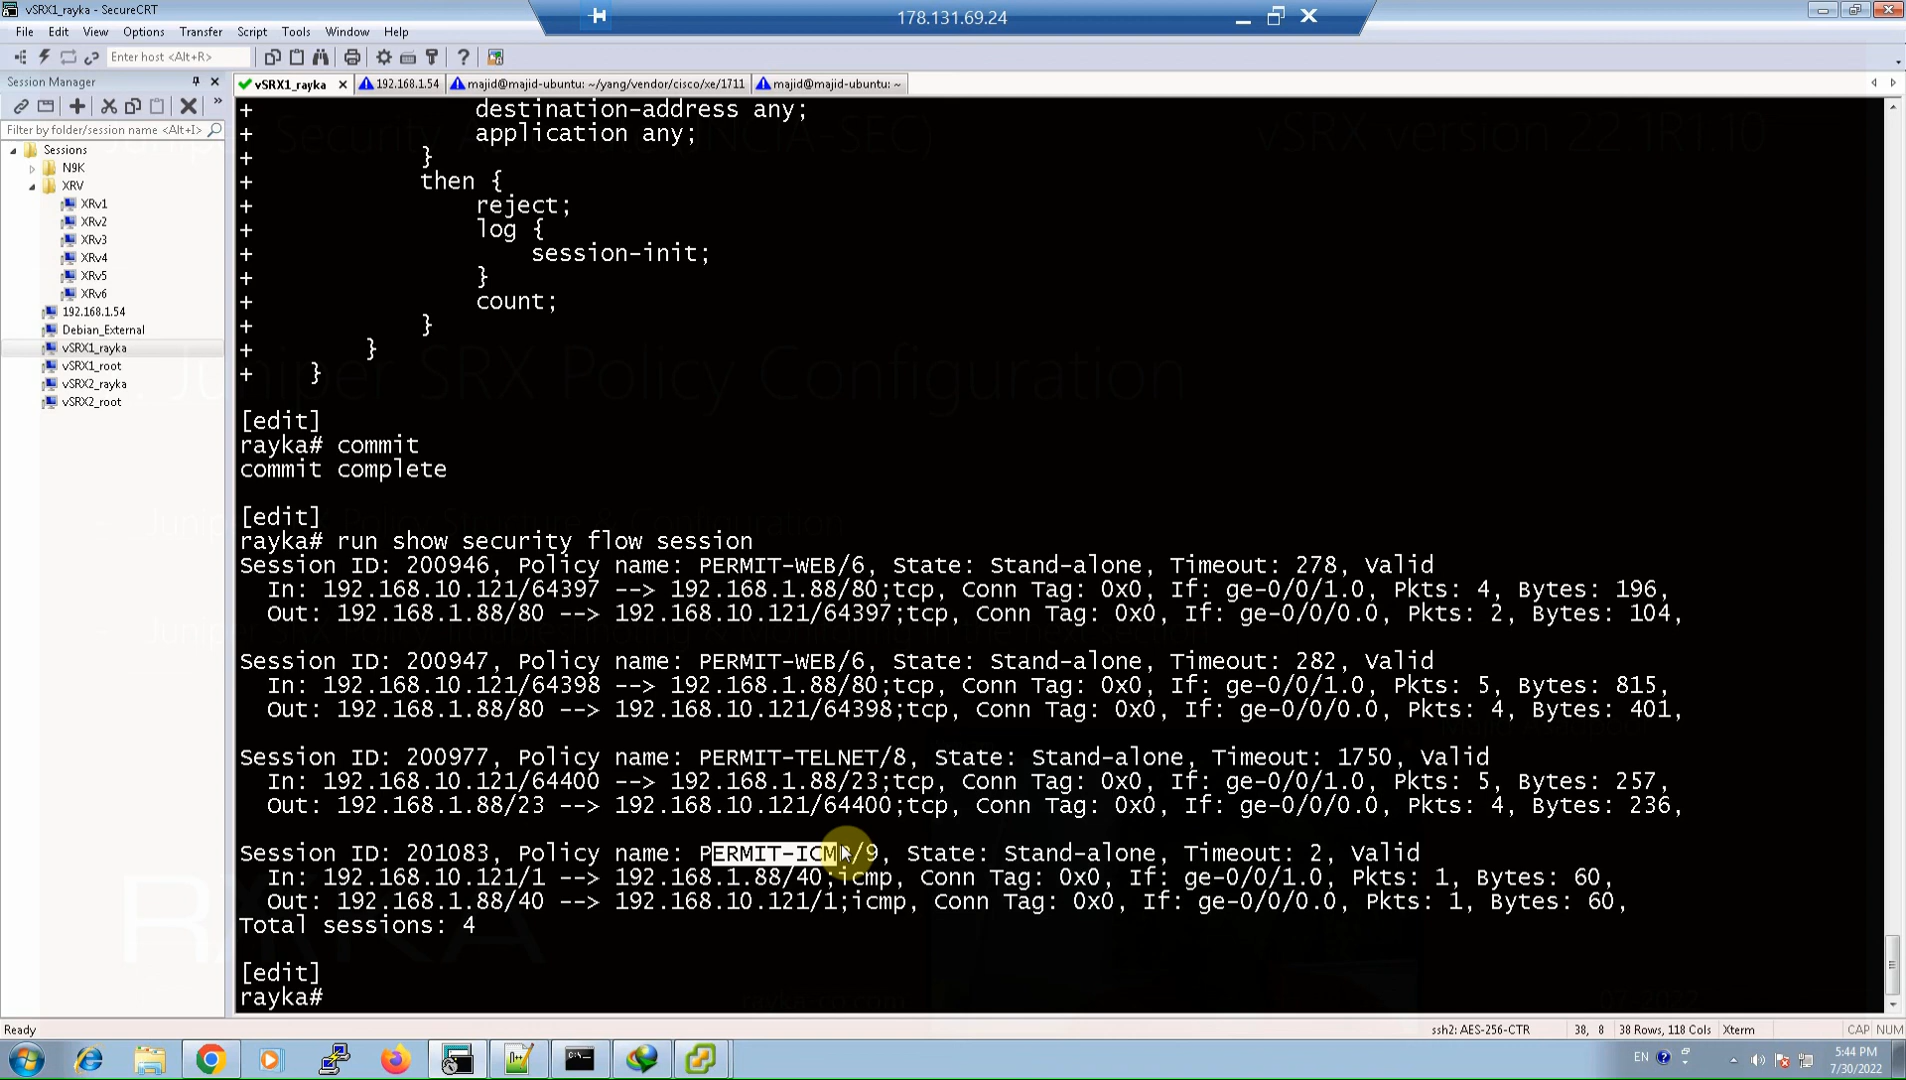 vSRX1_rayka - SecureCRT
178.131.69.24
File Edit View Options Transfer Script Tools Window Help
Enter host <Alt+R>
Session Manager
vSRX1_rayka
192.168.1.54
majid@majid-ubuntu: ~/yang/vendor/cisco/xe/1711
majid@majid-ubuntu: ~
Filter by folder/session name <Alt+I>
Sessions
N9K
XRV
XRv1
XRv2
XRv3
XRv4
XRv5
XRv6
192.168.1.54
Debian_External
vSRX1_rayka
vSRX1_root
vSRX2_rayka
vSRX2_root
+ destination-address any;
+ application any;
+ }
+ then {
+ reject;
+ log {
+ session-init;
+ }
+ count;
+ }
+ }
+ }
[edit]
rayka# commit
commit complete
[edit]
rayka# run show security flow session
Session ID: 200946, Policy name: PERMIT-WEB/6, State: Stand-alone, Timeout: 278, Valid
In: 192.168.10.121/64397 --> 192.168.1.88/80;tcp, Conn Tag: 0x0, If: ge-0/0/1.0, Pkts: 4, Bytes: 196,
Out: 192.168.1.88/80 --> 192.168.10.121/64397;tcp, Conn Tag: 0x0, If: ge-0/0/0.0, Pkts: 2, Bytes: 104,
Session ID: 200947, Policy name: PERMIT-WEB/6, State: Stand-alone, Timeout: 282, Valid
In: 192.168.10.121/64398 --> 192.168.1.88/80;tcp, Conn Tag: 0x0, If: ge-0/0/1.0, Pkts: 5, Bytes: 815,
Out: 192.168.1.88/80 --> 192.168.10.121/64398;tcp, Conn Tag: 0x0, If: ge-0/0/0.0, Pkts: 4, Bytes: 401,
Session ID: 200977, Policy name: PERMIT-TELNET/8, State: Stand-alone, Timeout: 1750, Valid
In: 192.168.10.121/64400 --> 192.168.1.88/23;tcp, Conn Tag: 0x0, If: ge-0/0/1.0, Pkts: 5, Bytes: 257,
Out: 192.168.1.88/23 --> 192.168.10.121/64400;tcp, Conn Tag: 0x0, If: ge-0/0/0.0, Pkts: 4, Bytes: 236,
Session ID: 201083, Policy name: PERMIT-ICMP/9, State: Stand-alone, Timeout: 2, Valid
In: 192.168.10.121/1 --> 192.168.1.88/40;icmp, Conn Tag: 0x0, If: ge-0/0/1.0, Pkts: 1, Bytes: 60,
Out: 192.168.1.88/40 --> 192.168.10.121/1;icmp, Conn Tag: 0x0, If: ge-0/0/0.0, Pkts: 1, Bytes: 60,
Total sessions: 4
[edit]
rayka#
vSRX version 22.1R1.10
Juniper SRX Policy Configuration
Ready
ssh2: AES-256-CTR 38, 8 38 Rows, 118 Cols Xterm CAP NUM
EN
5:44 PM
7/30/2022